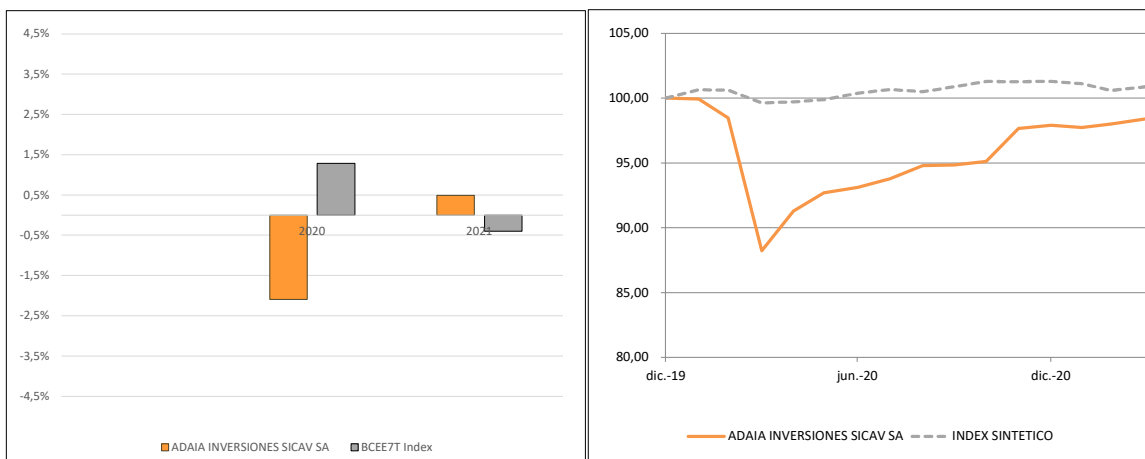 4,5%
3,5%
2,5%
1,5%
0,5%
-0,5%
-1,5%
-2,5%
-3,5%
-4,5%
2020
2021
ADAIA INVERSIONES SICAV SA
BCEE7T Index
105,00
100,00
95,00
90,00
85,00
80,00
dic.-19
jun.-20
dic.-20
ADAIA INVERSIONES SICAV SA
INDEX SINTETICO